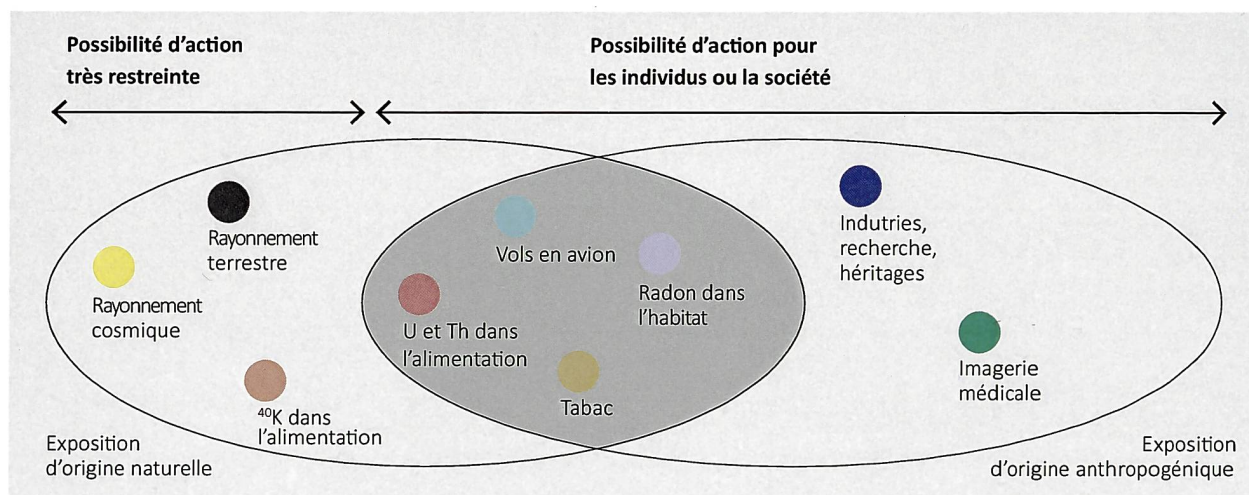 Possibilité d'action
très restreinte
Possibilité d'action pour
les individus ou la société
Rayonnement
terrestre
Rayonnement
cosmique
⁴⁰K dans
l'alimentation
Vols en avion
Radon dans
l'habitat
U et Th dans
l'alimentation
Tabac
Indutries,
recherche,
héritages
Imagerie
médicale
Exposition
d'origine naturelle
Exposition
d'origine anthropogénique